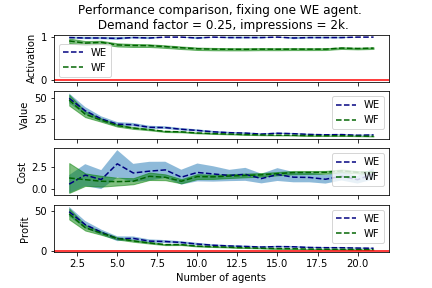 Performance comparison, fixing one WE agent.
Demand factor = 0.25, impressions = 2k.
Activation
1
0
WE
WF
Value
50
25
WE
WF
Cost
2.5
0.0
WE
WF
Profit
50
0
WE
WF
2.5 5.0 7.5 10.0 12.5 15.0 17.5 20.0
Number of agents